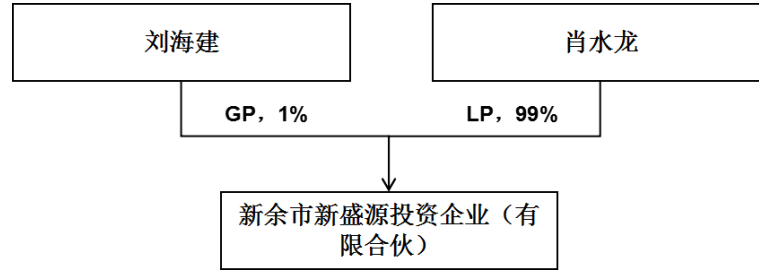 刘海建
肖水龙
GP，1%
LP，99%
新余市新盛源投资企业（有
限合伙）